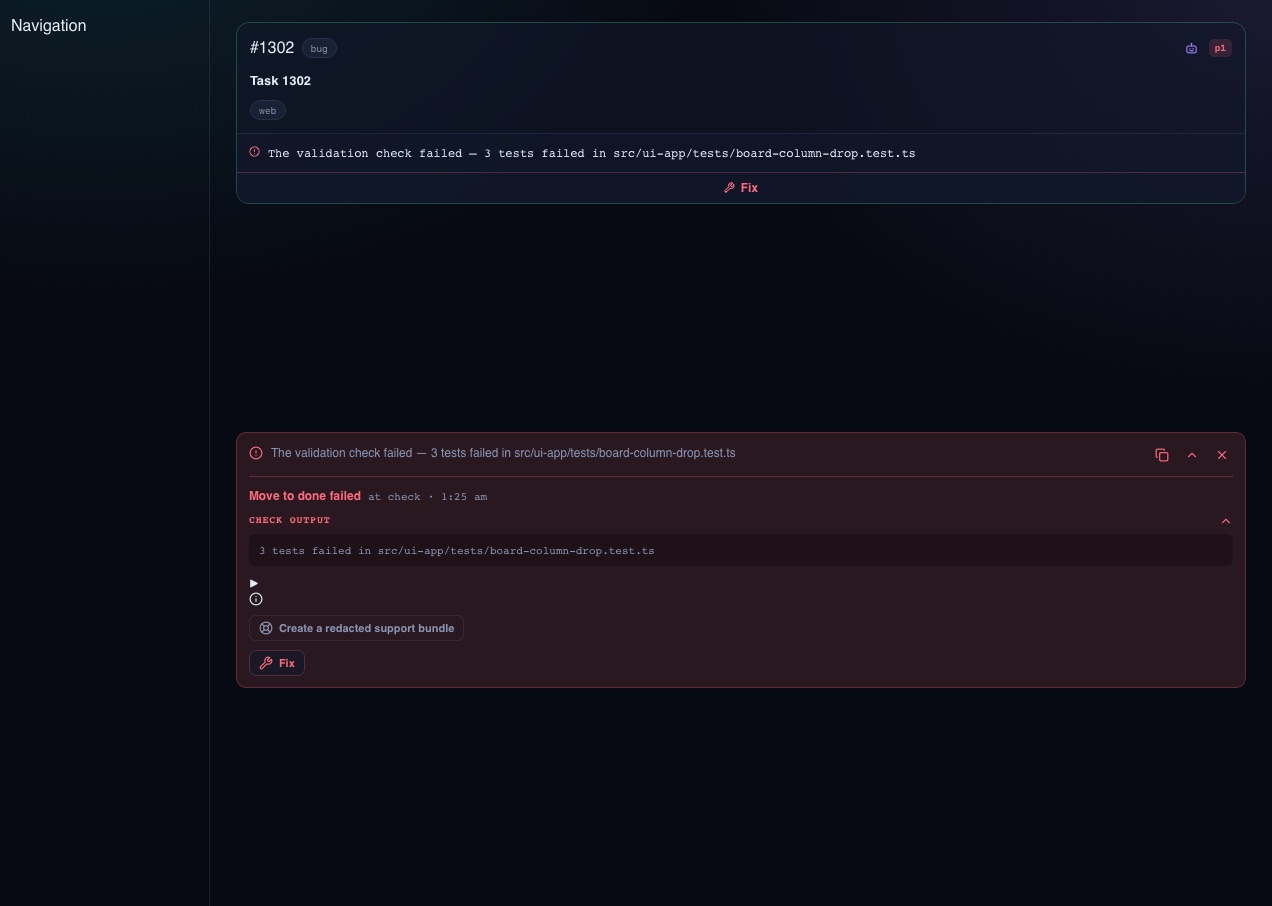 Navigation
#1302 bug p1
Task 1302
web
The validation check failed — 3 tests failed in src/ui-app/tests/board-column-drop.test.ts
Fix
The validation check failed — 3 tests failed in src/ui-app/tests/board-column-drop.test.ts
Move to done failed at check · 1:25 am
CHECK OUTPUT
3 tests failed in src/ui-app/tests/board-column-drop.test.ts
Create a redacted support bundle
Fix